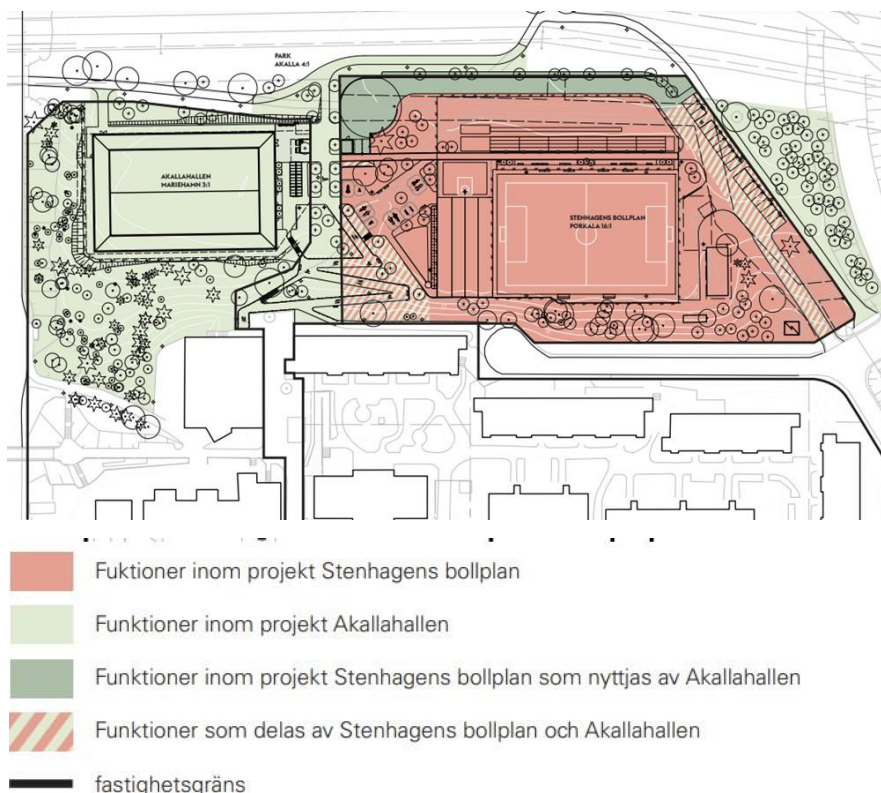 PARK
AKALLA 4:1
AKALLAHALLEN
MARIEHAMN 3:1
STENHAGENS BOLLPLAN
PORKALA 16:1
Fuktioner inom projekt Stenhagens bollplan
Funktioner inom projekt Akallahallen
Funktioner inom projekt Stenhagens bollplan som nyttjas av Akallahallen
Funktioner som delas av Stenhagens bollplan och Akallahallen
fastighetsgräns